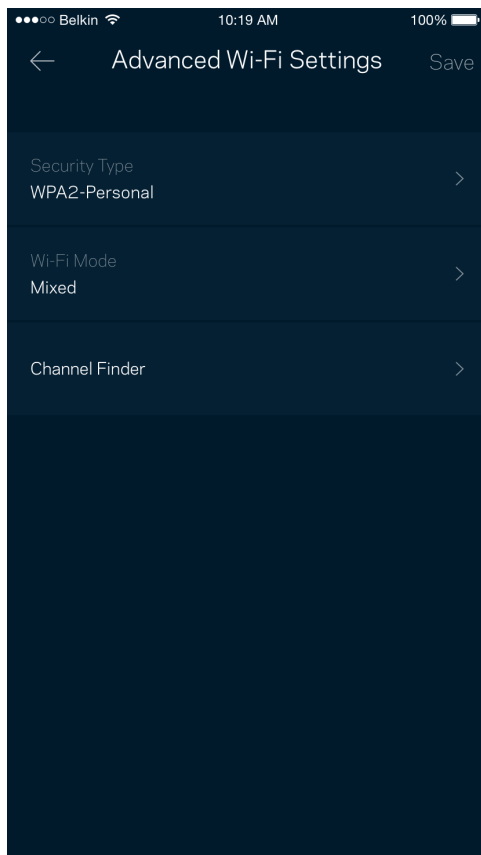 Belkin 10:19 AM 100%
Advanced Wi-Fi Settings Save
Security Type
WPA2-Personal
Wi-Fi Mode
Mixed
Channel Finder